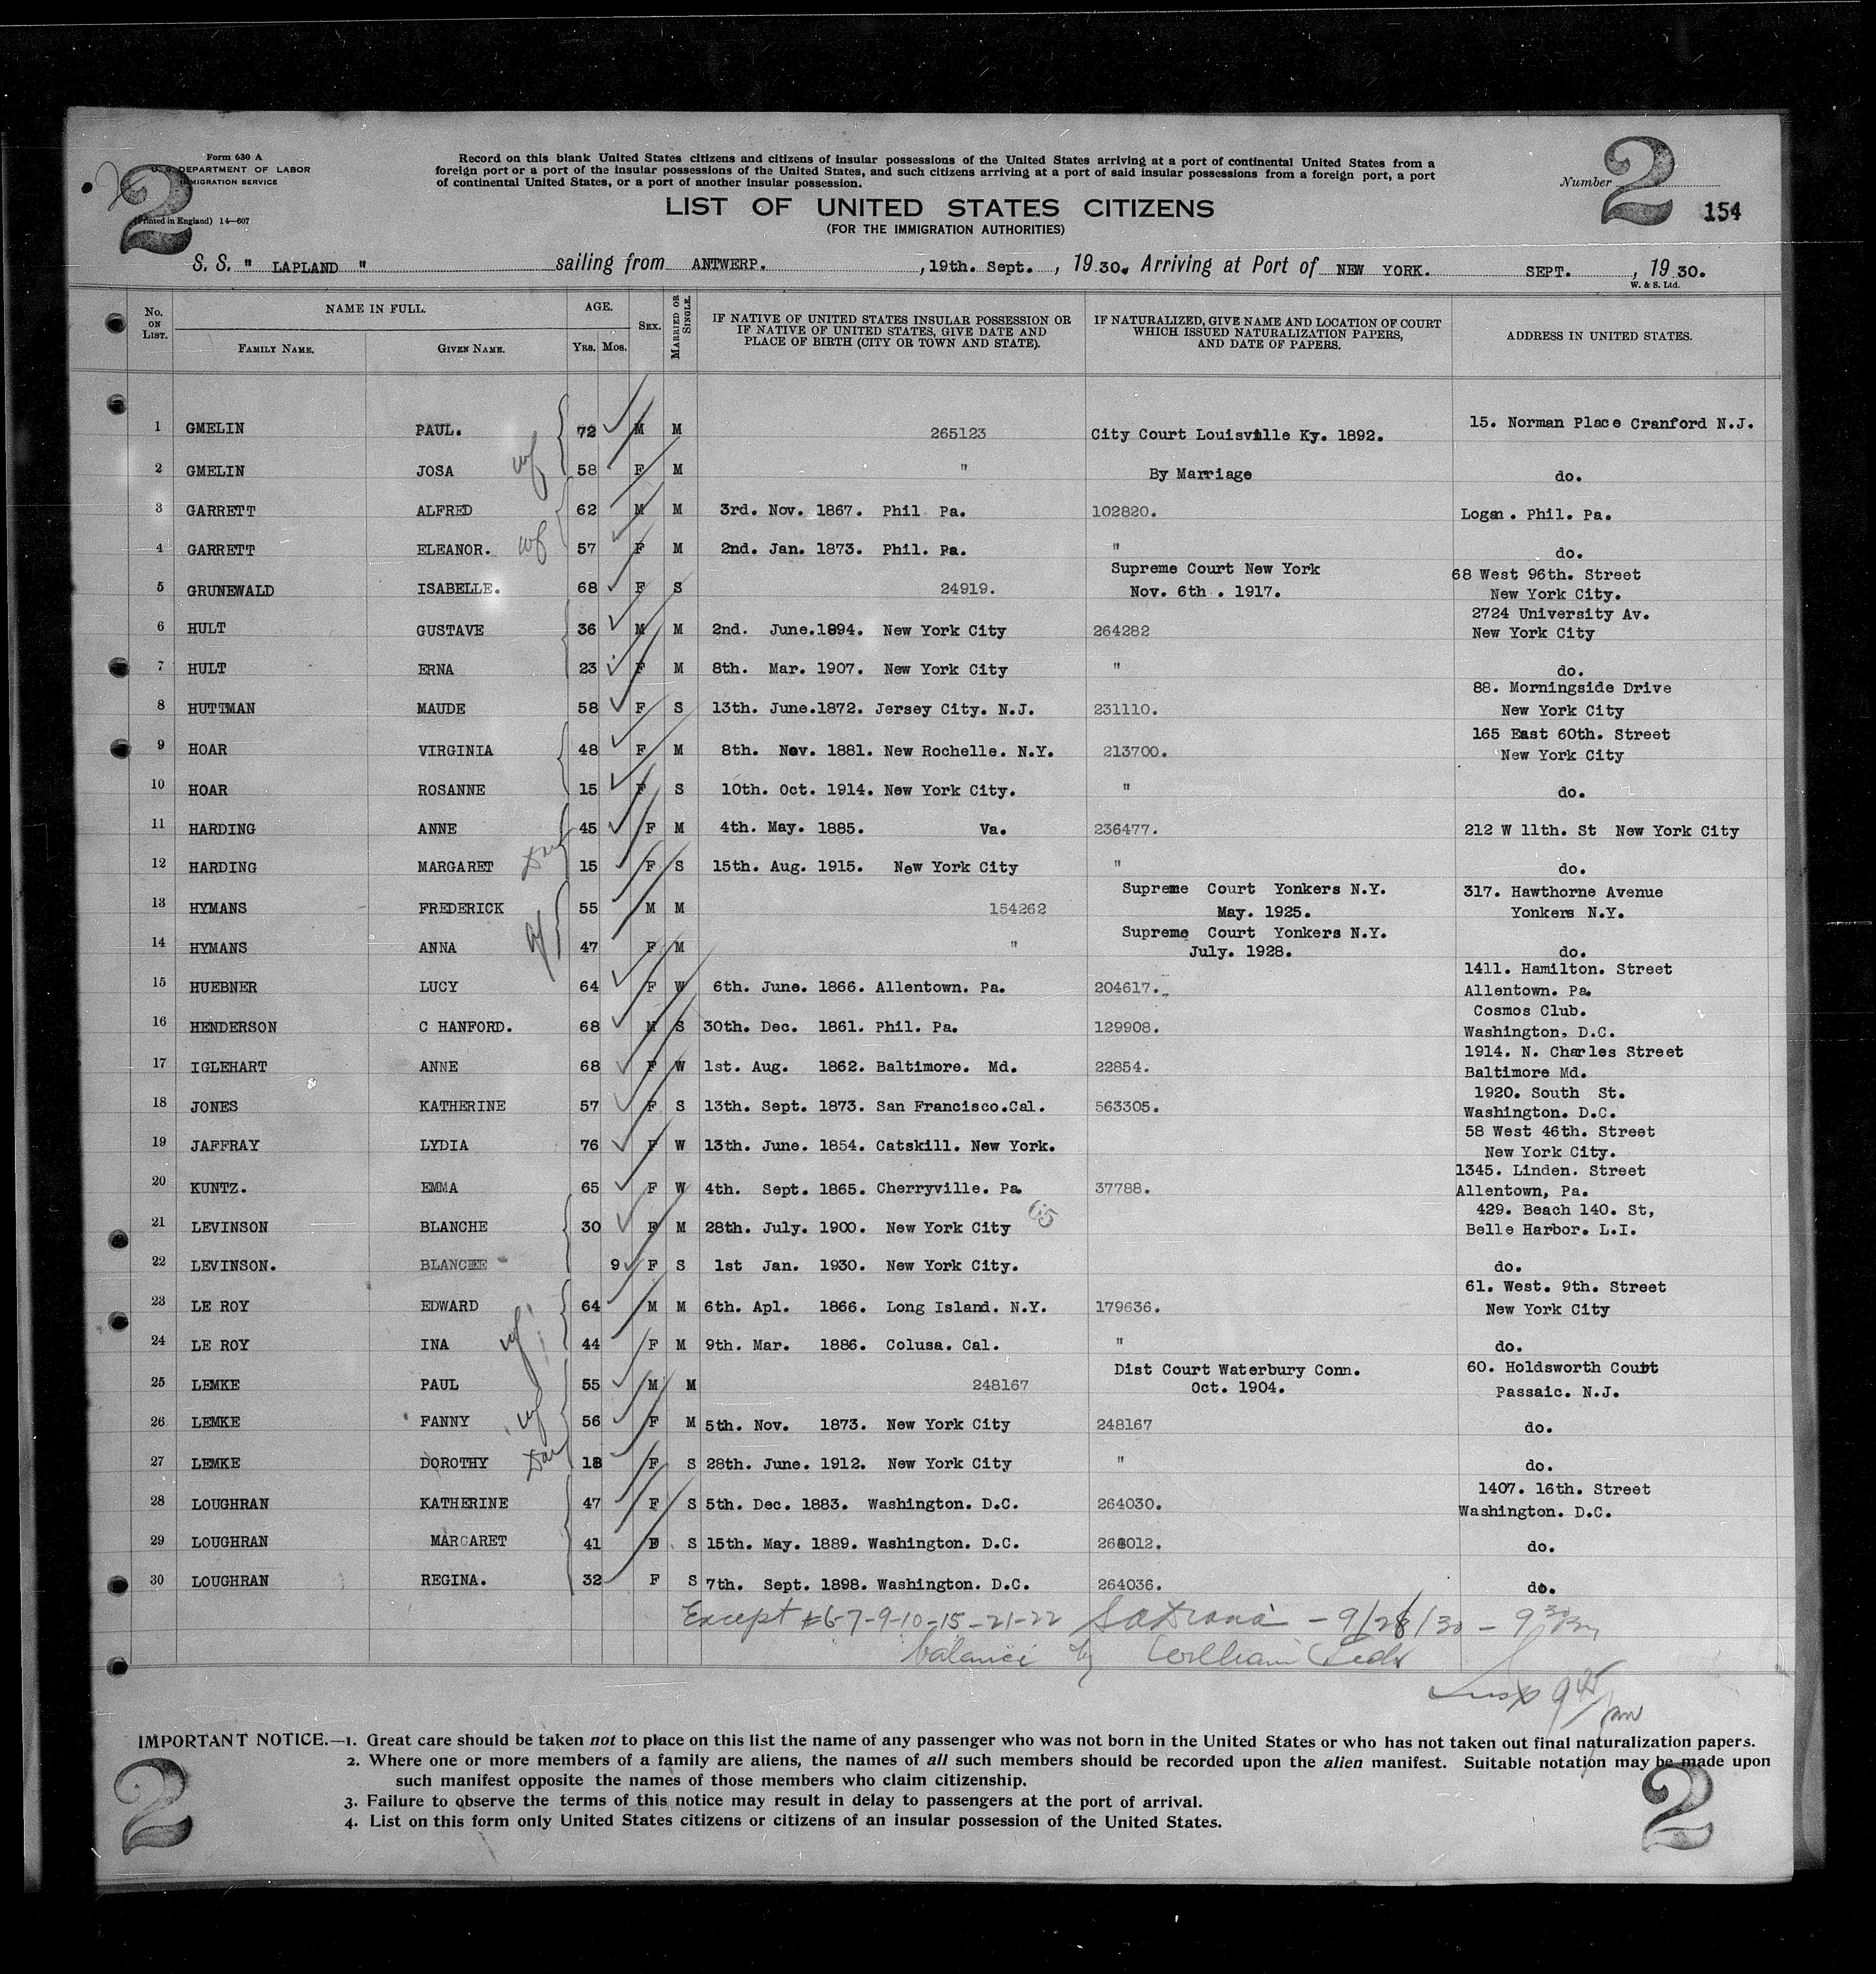 Form 630 A
U. S. DEPARTMENT OF LABOR
IMMIGRATION SERVICE
(Printed in England) 14—607
2
Record on this blank United States citizens and citizens of insular possessions of the United States arriving at a port of continental United States from a
foreign port or a port of the insular possessions of the United States, and such citizens arriving at a port of said insular possessions from a foreign port, a port
of continental United States, or a port of another insular possession.
LIST OF UNITED STATES CITIZENS
(FOR THE IMMIGRATION AUTHORITIES)
Number 2 154
S. S. " LAPLAND " sailing from ANTWERP. , 19th. Sept. , 19 30. Arriving at Port of NEW YORK. SEPT. , 19 30.
W. & S. Ltd.
No. ON LIST. NAME IN FULL. FAMILY NAME. GIVEN NAME. AGE. YRS. MOS. SEX. MARRIED OR SINGLE. IF NATIVE OF UNITED STATES INSULAR POSSESSION OR IF NATIVE OF UNITED STATES, GIVE DATE AND PLACE OF BIRTH (CITY OR TOWN AND STATE). IF NATURALIZED, GIVE NAME AND LOCATION OF COURT WHICH ISSUED NATURALIZATION PAPERS, AND DATE OF PAPERS. ADDRESS IN UNITED STATES.
1 GMELIN PAUL. 72 M M 265123 City Court Louisville Ky. 1892. 15. Norman Place Cranford N.J.
2 GMELIN JOSA wf 58 F M " By Marriage do.
3 GARRETT ALFRED 62 M M 3rd. Nov. 1867. Phil Pa. 102820. Logan. Phil. Pa.
4 GARRETT ELEANOR. wf 57 F M 2nd. Jan. 1873. Phil. Pa. " do.
5 GRUNEWALD ISABELLE. 68 F S 24919. Supreme Court New York Nov. 6th . 1917. 68 West 96th. Street New York City.
6 HULT GUSTAVE 36 M M 2nd. June.1894. New York City 264282 2724 University Av. New York City
7 HULT ERNA 23 F M 8th. Mar. 1907. New York City " do.
8 HUTTMAN MAUDE 58 F S 13th. June.1872. Jersey City. N.J. 231110. 88. Morningside Drive New York City
9 HOAR VIRGINIA 48 F M 8th. Nov. 1881. New Rochelle. N.Y. 213700. 165 East 60th. Street New York City
10 HOAR ROSANNE 15 F S 10th. Oct. 1914. New York City. " do.
11 HARDING ANNE 45 F M 4th. May. 1885. Va. 236477. 212 W 11th. St New York City
12 HARDING MARGARET Dau 15 F S 15th. Aug. 1915. New York City " do.
13 HYMANS FREDERICK 55 M M 154262 Supreme Court Yonkers N.Y. May. 1925. 317. Hawthorne Avenue Yonkers N.Y.
14 HYMANS ANNA wf 47 F M " Supreme Court Yonkers N.Y. July. 1928. do.
15 HUEBNER LUCY 64 F W 6th. June. 1866. Allentown. Pa. 204617. 1411. Hamilton. Street Allentown. Pa.
16 HENDERSON C HANFORD. 68 M S 30th. Dec. 1861. Phil. Pa. 129908. Cosmos Club. Washington, D.C.
17 IGLEHART ANNE 68 F W 1st. Aug. 1862. Baltimore. Md. 22854. 1914. N. Charles Street Baltimore Md.
18 JONES KATHERINE 57 F S 13th. Sept. 1873. San Francisco.Cal. 563305. 1920. South St. Washington. D.C.
19 JAFFRAY LYDIA 76 F W 13th. June. 1854. Catskill. New York. 58 West 46th. Street New York City.
20 KUNTZ. EMMA 65 F W 4th. Sept. 1865. Cherryville. Pa. 37788. 1345. Linden. Street Allentown, Pa.
21 LEVINSON BLANCHE 30 F M 28th. July. 1900. New York City 65 429. Beach 140. St, Belle Harbor. L.I.
22 LEVINSON. BLANCHE 9 F S 1st Jan. 1930. New York City. do.
23 LE ROY EDWARD 64 M M 6th. Apl. 1866. Long Island. N.Y. 179636. 61. West. 9th. Street New York City
24 LE ROY INA wf 44 F M 9th. Mar. 1886. Colusa. Cal. " do.
25 LEMKE PAUL 55 M M 248167 Dist Court Waterbury Conn. Oct. 1904. 60. Holdsworth Court Passaic. N.J.
26 LEMKE FANNY wf 56 F M 5th. Nov. 1873. New York City 248167 do.
27 LEMKE DOROTHY Dau 18 F S 28th. June. 1912. New York City " do.
28 LOUGHRAN KATHERINE 47 F S 5th. Dec. 1883. Washington. D.C. 264030. 1407. 16th. Street Washington. D.C.
29 LOUGHRAN MARGARET 41 F S 15th. May. 1889. Washington. D.C. do.
30 LOUGHRAN REGINA. 32 F S 7th. Sept. 1898. Washington. D.C. 264036. do.
Except #6-7-9-10-15-21-22 – 9/28/30 – 9 30
balance by William
9 45
IMPORTANT NOTICE.—1. Great care should be taken not to place on this list the name of any passenger who was not born in the United States or who has not taken out final naturalization papers.
2. Where one or more members of a family are aliens, the names of all such members should be recorded upon the alien manifest. Suitable notation may be made upon
such manifest opposite the names of those members who claim citizenship.
3. Failure to observe the terms of this notice may result in delay to passengers at the port of arrival.
4. List on this form only United States citizens or citizens of an insular possession of the United States.
2 2